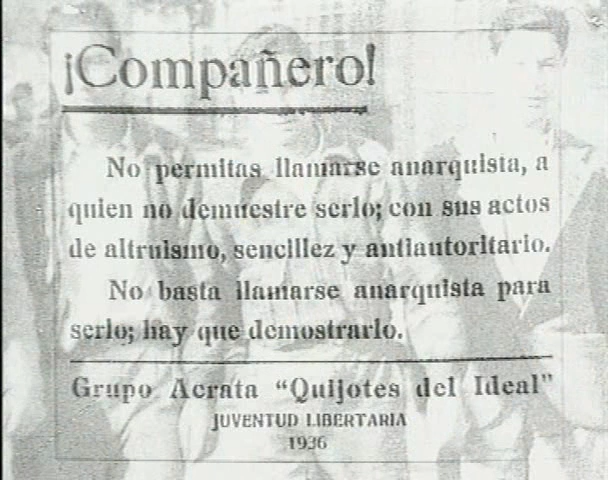 ¡Compañero!
No permitas llamarse anarquista, a
quien no demuestre serlo; con sus actos
de altruismo, sencillez y antiautoritario.
No basta llamarse anarquista para
serlo; hay que demostrarlo.
Grupo Acrata "Quijotes del Ideal"
JUVENTUD LIBERTARIA
1936